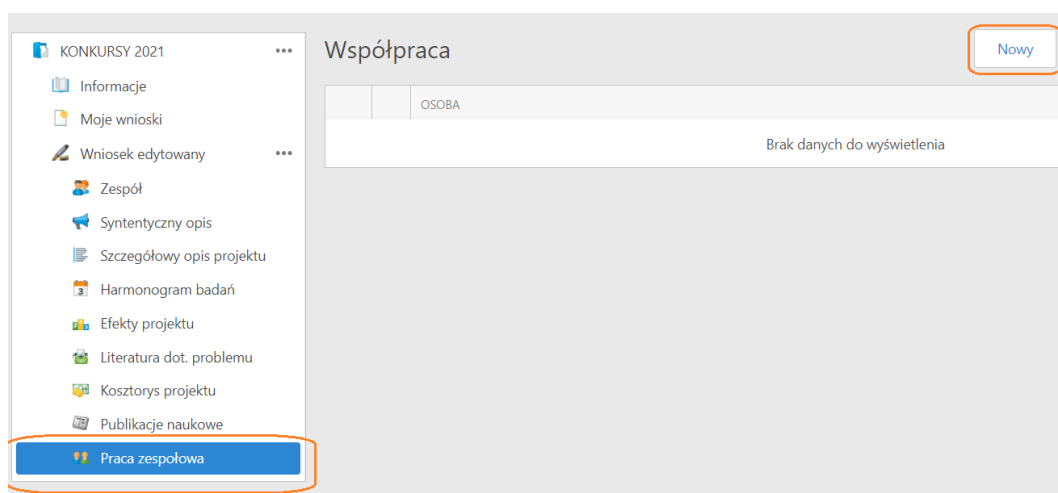 KONKURSY 2021 •••
Informacje
Moje wnioski
Wniosek edytowany •••
Zespół
Syntentyczny opis
Szczegółowy opis projektu
3 Harmonogram badań
Efekty projektu
Literatura dot. problemu
Kosztorys projektu
Publikacje naukowe
Praca zespołowa
Współpraca
Nowy
OSOBA
Brak danych do wyświetlenia